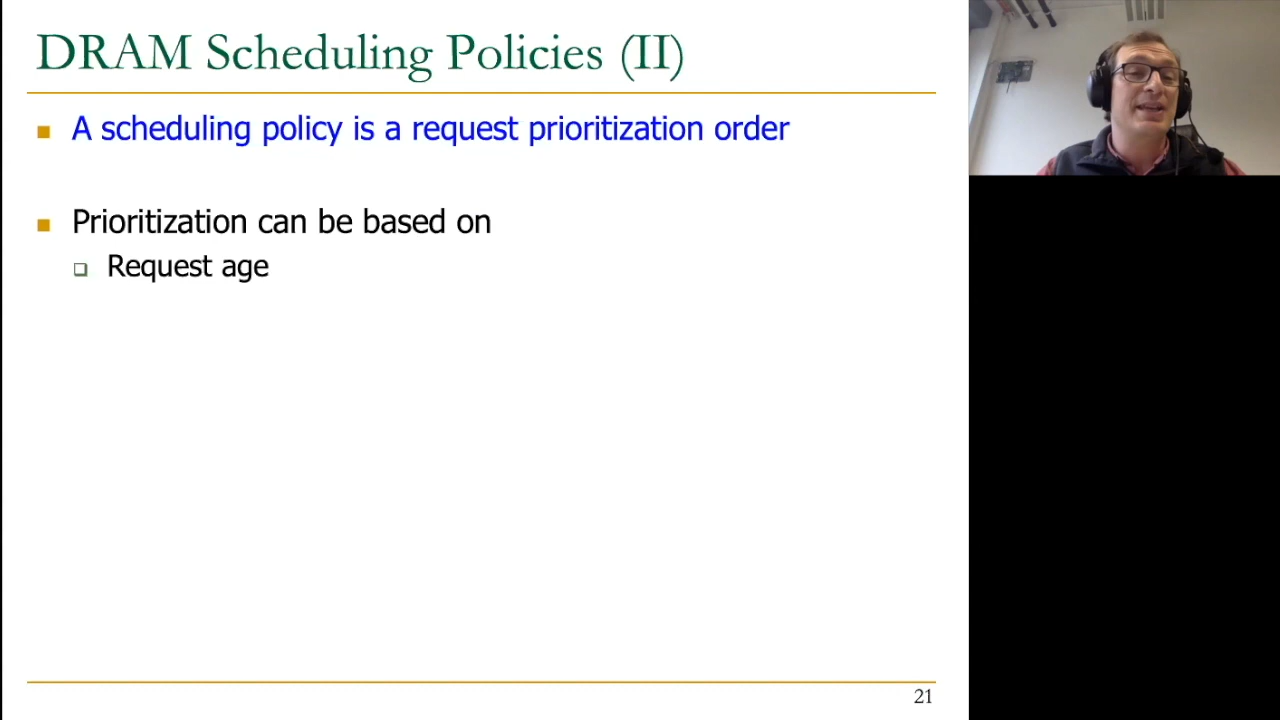 DRAM Scheduling Policies (II)
A scheduling policy is a request prioritization order
Prioritization can be based on
Request age
21